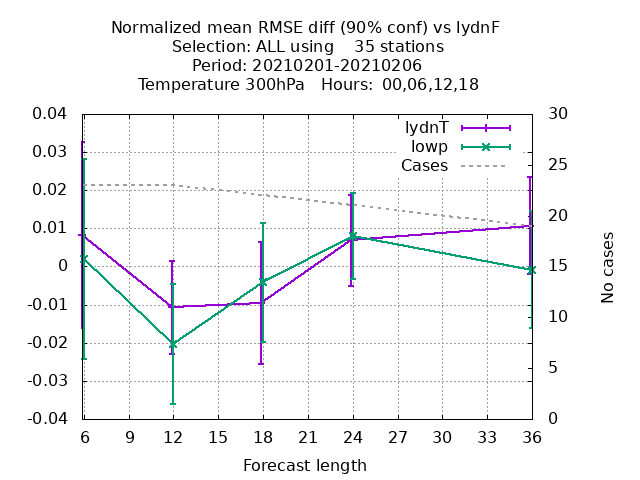 Normalized mean RMSE diff (90% conf) vs lydnF
Selection: ALL using    35 stations
Period: 20210201-20210206
Temperature 300hPa   Hours: 00,06,12,18
lydnT
lowp
Cases
0.04
0.03
0.02
0.01
0
-0.01
-0.02
-0.03
-0.04
30
25
20
15
10
5
0
No cases
6 9 12 15 18 21 24 27 30 33 36
Forecast length